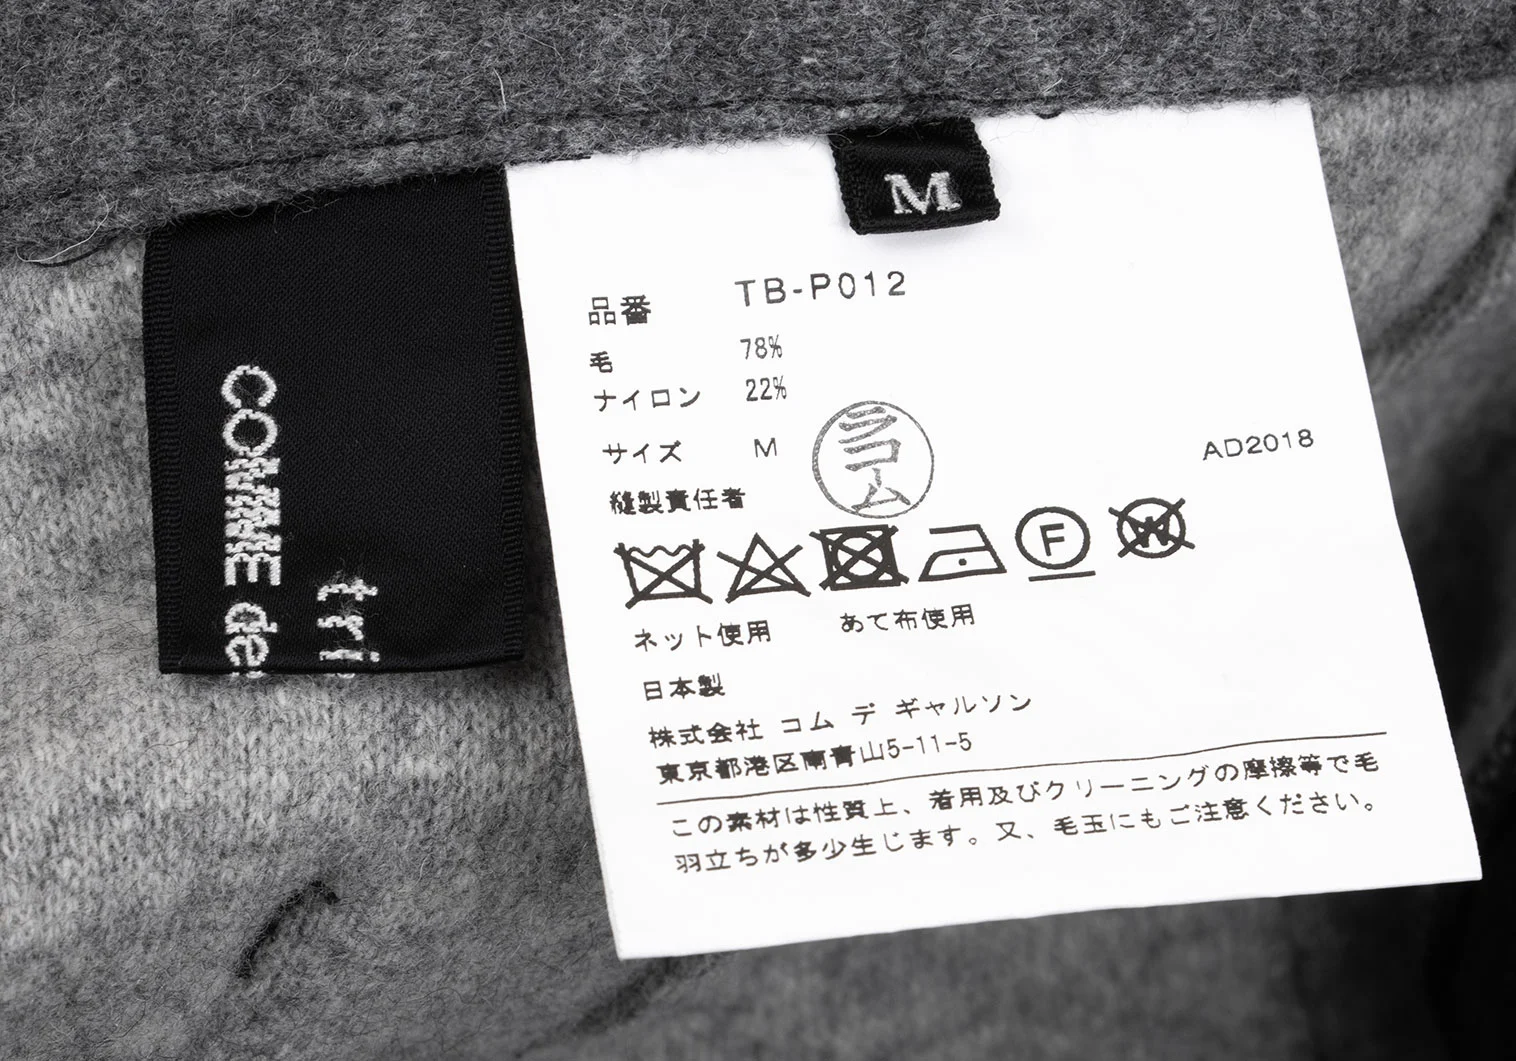 COMME des
tri
M
品番 TB-P012
毛 78%
ナイロン 22%
サイズ M
AD2018
縫製責任者
コム
F
W
ネット使用 あて布使用
日本製
株式会社 コム デ ギャルソン
東京都港区南青山5-11-5
この素材は性質上、着用及びクリーニングの摩擦等で毛
羽立ちが多少生じます。又、毛玉にもご注意ください。